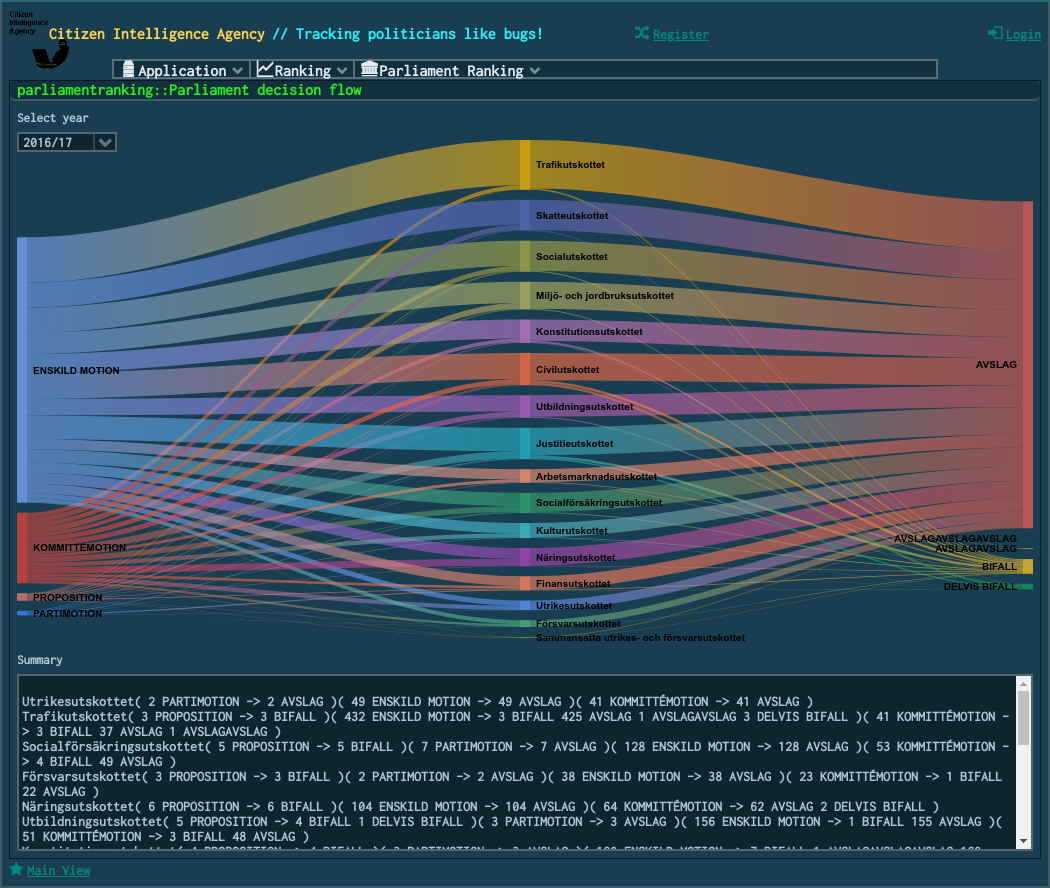 Citizen
Intelligence
Agency
Citizen Intelligence Agency // Tracking politicians like bugs!
Register
Login
Application
Ranking
Parliament Ranking
parliamentranking::Parliament decision flow
Select year
2016/17
Trafikutskottet
Skatteutskottet
Socialutskottet
Miljö- och jordbruksutskottet
Konstitutionsutskottet
Civilutskottet
Utbildningsutskottet
Justitieutskottet
Arbetsmarknadsutskottet
Socialförsäkringsutskottet
Kulturutskottet
Näringsutskottet
Finansutskottet
Utrikesutskottet
Försvarsutskottet
Sammansatta utrikes- och försvarsutskottet
ENSKILD MOTION
KOMMITTÉMOTION
PROPOSITION
PARTIMOTION
AVSLAG
AVSLAGAVSLAGAVSLAG
AVSLAGAVSLAG
BIFALL
DELVIS BIFALL
Summary
Utrikesutskottet( 2 PARTIMOTION -> 2 AVSLAG )( 49 ENSKILD MOTION -> 49 AVSLAG )( 41 KOMMITTÉMOTION -> 41 AVSLAG )
Trafikutskottet( 3 PROPOSITION -> 3 BIFALL )( 432 ENSKILD MOTION -> 3 BIFALL 425 AVSLAG 1 AVSLAGAVSLAG 3 DELVIS BIFALL )( 41 KOMMITTÉMOTION -
> 3 BIFALL 37 AVSLAG 1 AVSLAGAVSLAG )
Socialförsäkringsutskottet( 5 PROPOSITION -> 5 BIFALL )( 7 PARTIMOTION -> 7 AVSLAG )( 128 ENSKILD MOTION -> 128 AVSLAG )( 53 KOMMITTÉMOTION -
> 4 BIFALL 49 AVSLAG )
Försvarsutskottet( 3 PROPOSITION -> 3 BIFALL )( 2 PARTIMOTION -> 2 AVSLAG )( 38 ENSKILD MOTION -> 38 AVSLAG )( 23 KOMMITTÉMOTION -> 1 BIFALL
22 AVSLAG )
Näringsutskottet( 6 PROPOSITION -> 6 BIFALL )( 104 ENSKILD MOTION -> 104 AVSLAG )( 64 KOMMITTÉMOTION -> 62 AVSLAG 2 DELVIS BIFALL )
Utbildningsutskottet( 5 PROPOSITION -> 4 BIFALL 1 DELVIS BIFALL )( 3 PARTIMOTION -> 3 AVSLAG )( 156 ENSKILD MOTION -> 1 BIFALL 155 AVSLAG )(
51 KOMMITTÉMOTION -> 3 BIFALL 48 AVSLAG )
Main View